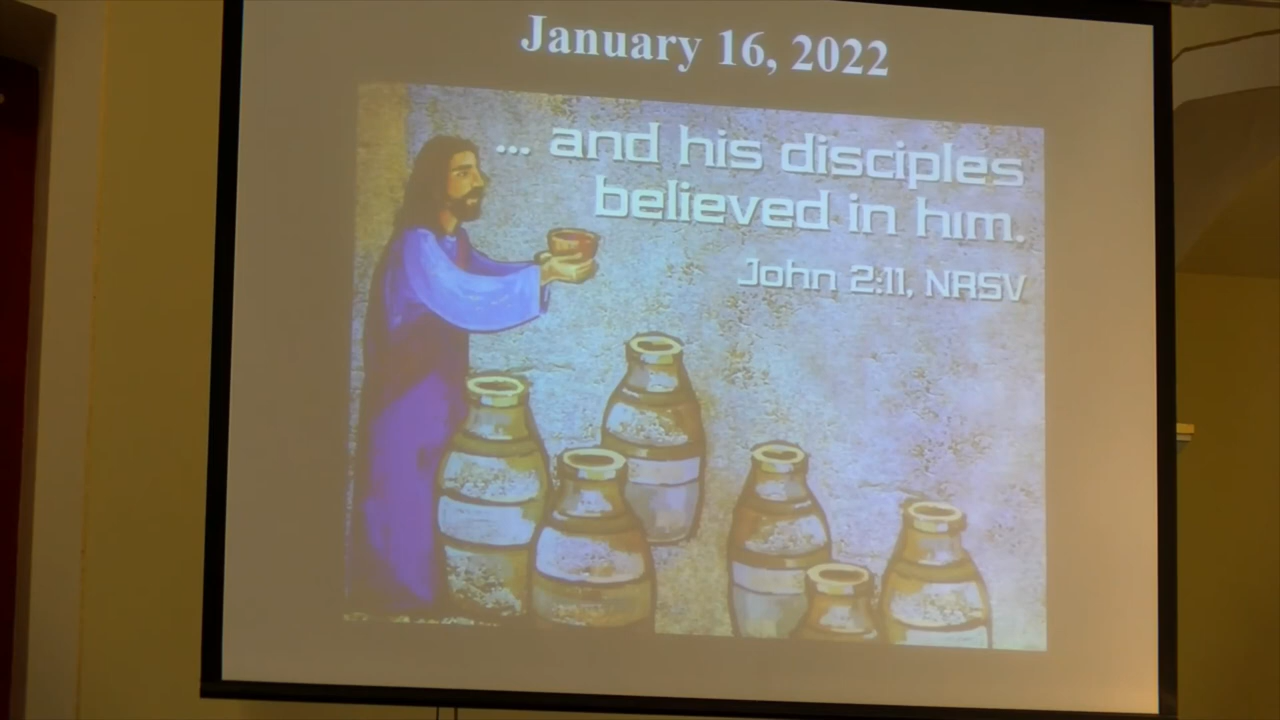 January 16, 2022
... and his disciples
believed in him.
John 2:11, NRSV